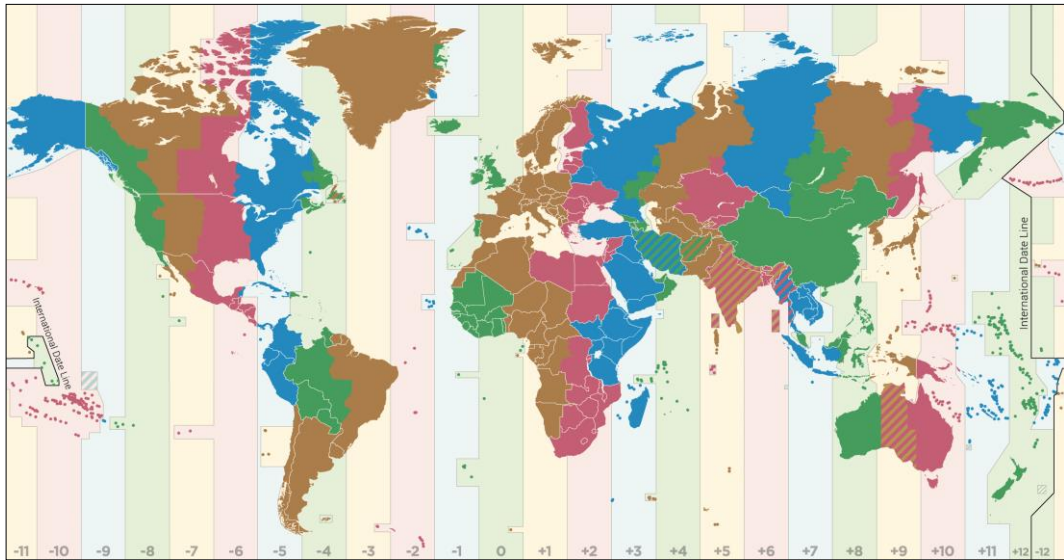 International Date Line
International Date Line
-11 -10 -9 -8 -7 -6 -5 -4 -3 -2 -1 0 +1 +2 +3 +4 +5 +6 +7 +8 +9 +10 +11 +12 -12